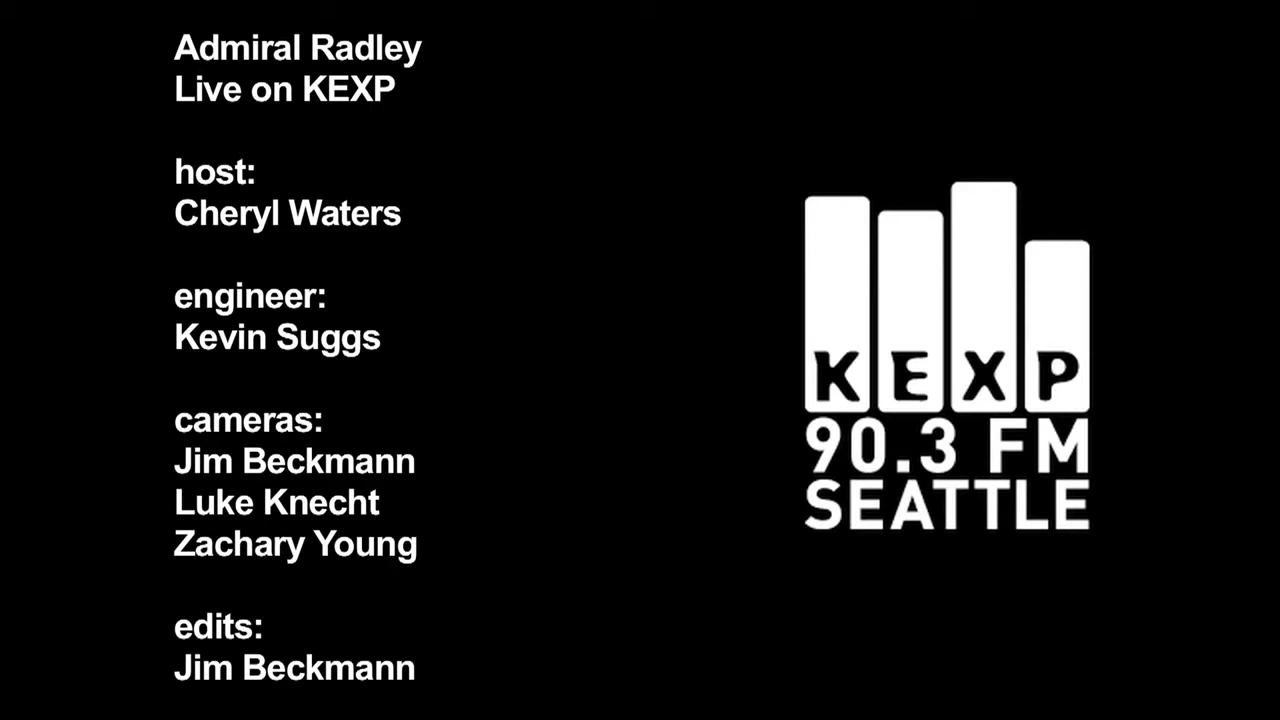 Admiral Radley
Live on KEXP
host:
Cheryl Waters
engineer:
Kevin Suggs
cameras:
Jim Beckmann
Luke Knecht
Zachary Young
edits:
Jim Beckmann
KEXP
90.3 FM
SEATTLE